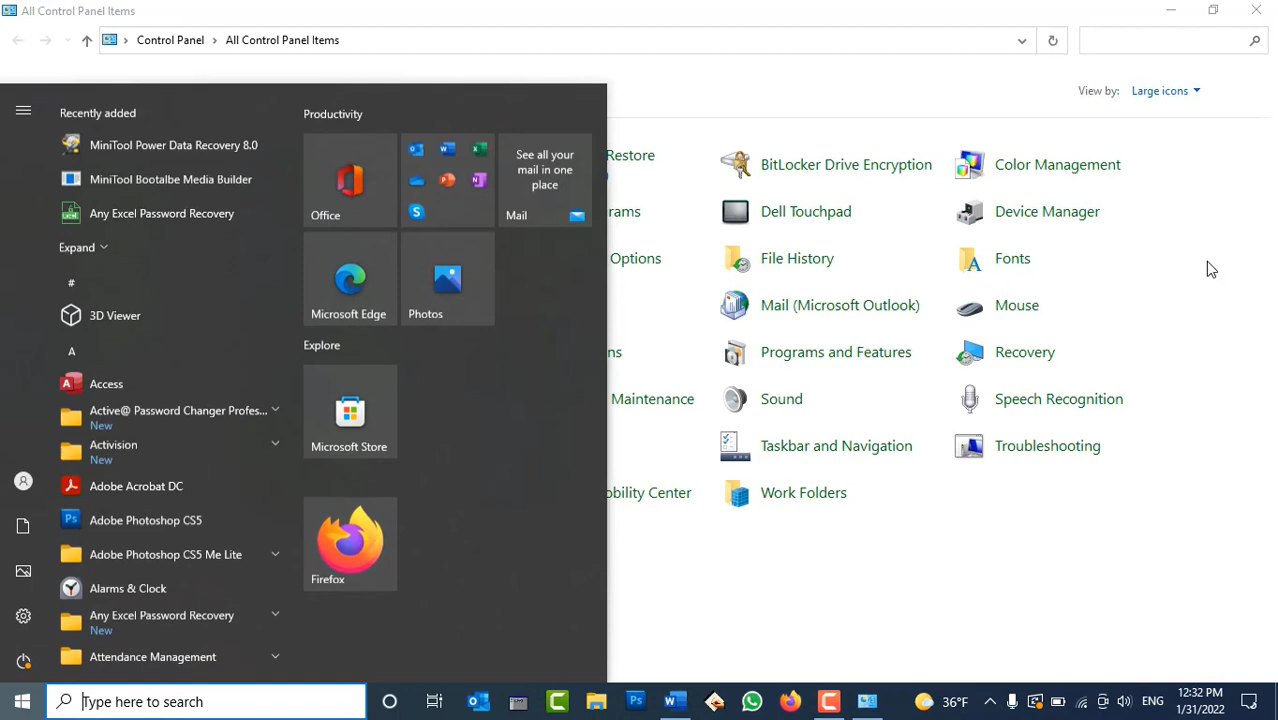 All Control Panel Items
Control Panel
All Control Panel Items
View by:
Large icons
Recently added
MiniTool Power Data Recovery 8.0
MiniTool Bootalbe Media Builder
Any Excel Password Recovery
Expand
#
3D Viewer
A
Access
Active@ Password Changer Profes...
New
Activision
New
Adobe Acrobat DC
Adobe Photoshop CS5
Adobe Photoshop CS5 Me Lite
Alarms & Clock
Any Excel Password Recovery
New
Attendance Management
Productivity
Office
See all your
mail in one
place
Mail
Microsoft Edge
Photos
Explore
Microsoft Store
Firefox
Restore
BitLocker Drive Encryption
Color Management
rams
Dell Touchpad
Device Manager
Options
File History
Fonts
Mail (Microsoft Outlook)
Mouse
ns
Programs and Features
Recovery
Maintenance
Sound
Speech Recognition
Taskbar and Navigation
Troubleshooting
obility Center
Work Folders
Type here to search
36°F
ENG
12:32 PM
1/31/2022